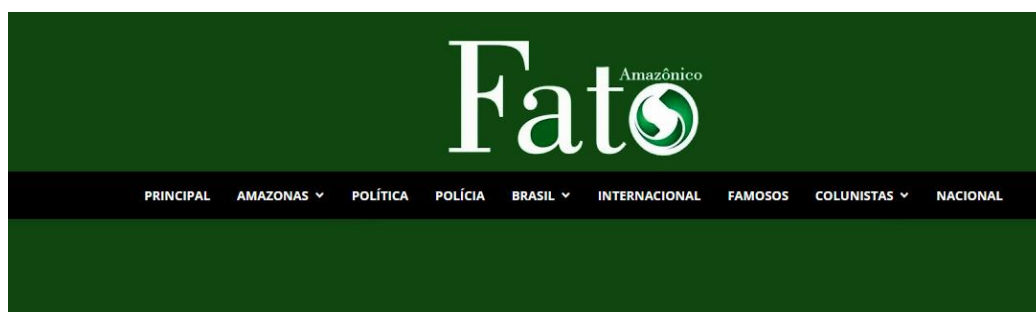 Amazônico
Fato
PRINCIPAL AMAZONAS POLÍTICA POLÍCIA BRASIL INTERNACIONAL FAMOSOS COLUNISTAS NACIONAL